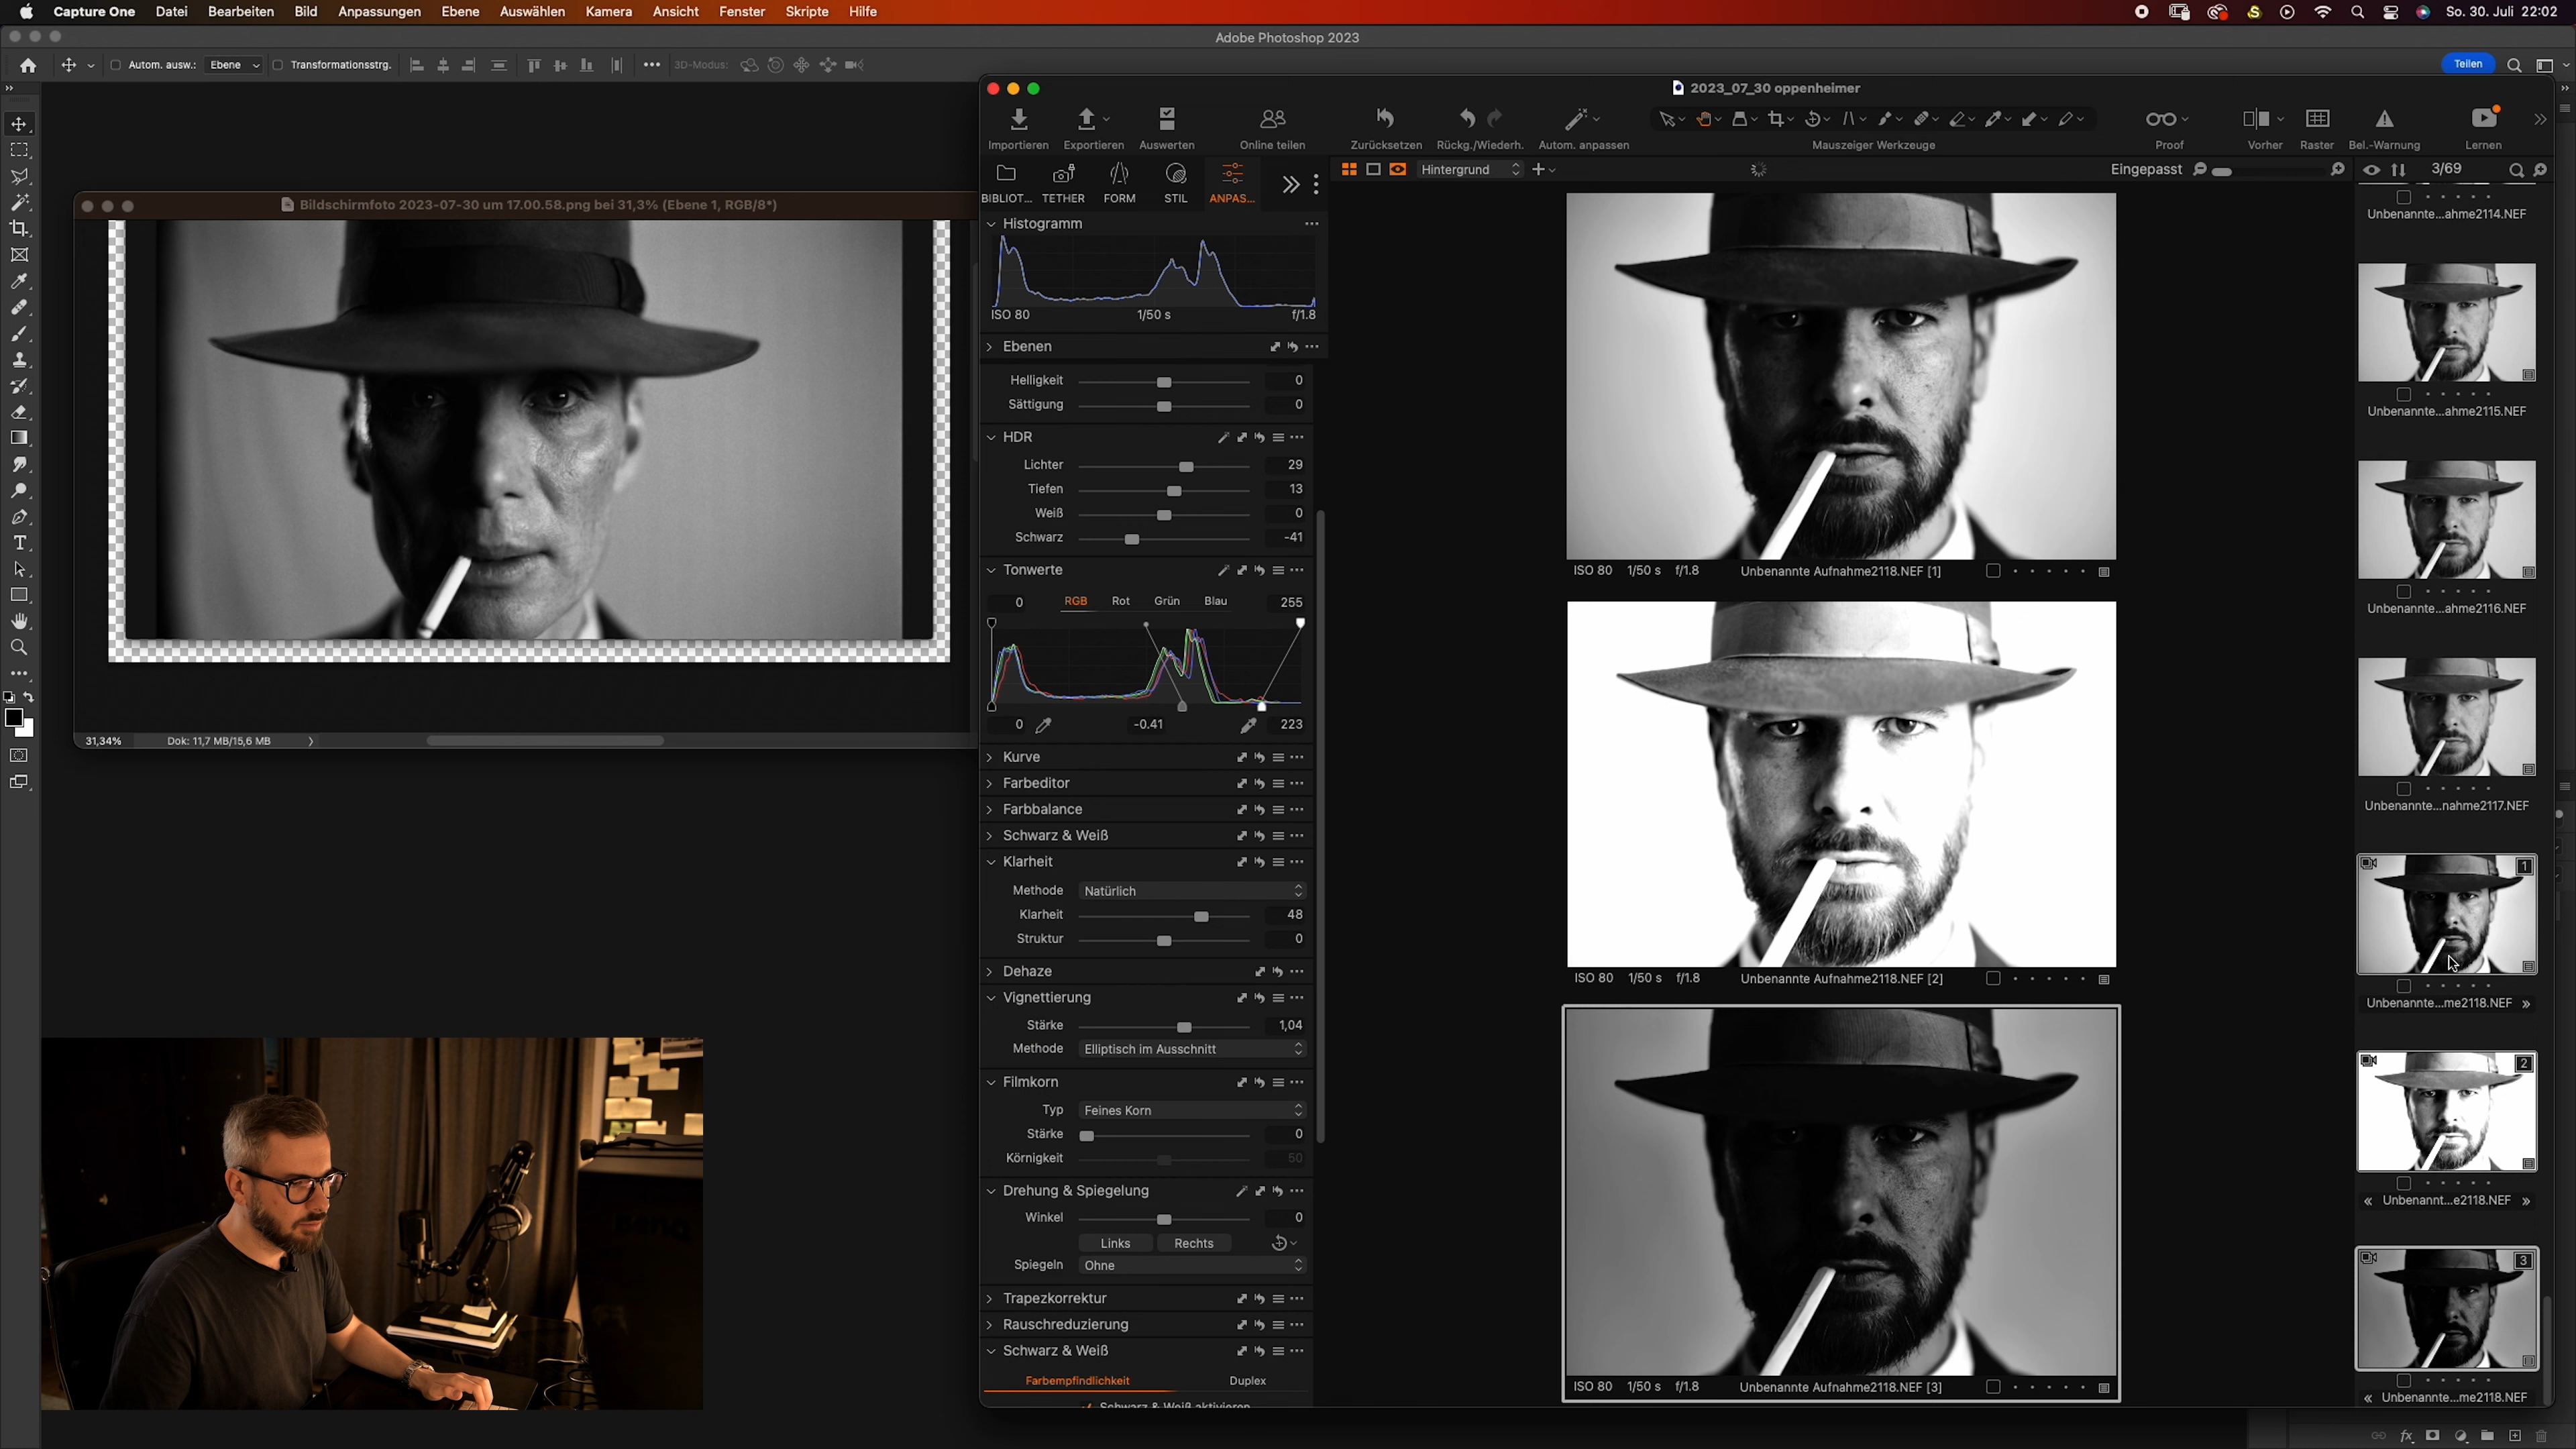 Capture One Datei Bearbeiten Bild Anpassungen Ebene Auswählen Kamera Ansicht Fenster Skripte Hilfe
So. 30. Juli 22:02
Adobe Photoshop 2023
Autom. ausw.: Ebene Transformationsstrg. 3D-Modus: Teilen
2023_07_30 oppenheimer
Importieren Exportieren Auswerten Online teilen Zurücksetzen Rückg./Wiederh. Autom. anpassen Mauszeiger Werkzeuge Proof Vorher Raster Bel.-Warnung Lernen
BIBLIOT... TETHER FORM STIL ANPAS...
Hintergrund
Eingepasst
3/69
Bildschirmfoto 2023-07-30 um 17.00.58.png bei 31,3% (Ebene 1, RGB/8*)
31,34% Dok: 11,7 MB/15,6 MB
Histogramm
ISO 80 1/50 s f/1.8
Ebenen
Helligkeit 0
Sättigung 0
HDR
Lichter 29
Tiefen 13
Weiß 0
Schwarz -41
Tonwerte
0 RGB Rot Grün Blau 255
0 -0.41 223
Kurve
Farbeditor
Farbbalance
Schwarz & Weiß
Klarheit
Methode Natürlich
Klarheit 48
Struktur 0
Dehaze
Vignettierung
Stärke 1,04
Methode Elliptisch im Ausschnitt
Filmkorn
Typ Feines Korn
Stärke 0
Körnigkeit 50
Drehung & Spiegelung
Winkel 0
Links Rechts
Spiegeln Ohne
Trapezkorrektur
Rauschreduzierung
Schwarz & Weiß
Farbempfindlichkeit Duplex
Schwarz & Weiß aktivieren
ISO 80 1/50 s f/1.8 Unbenannte Aufnahme2118.NEF [1]
ISO 80 1/50 s f/1.8 Unbenannte Aufnahme2118.NEF [2]
ISO 80 1/50 s f/1.8 Unbenannte Aufnahme2118.NEF [3]
Unbenannte...ahme2114.NEF
Unbenannte...ahme2115.NEF
Unbenannte...ahme2116.NEF
Unbenannte...nahme2117.NEF
1
Unbenannte...me2118.NEF »
2
« Unbenannt...e2118.NEF »
3
« Unbenannte...me2118.NEF
fx